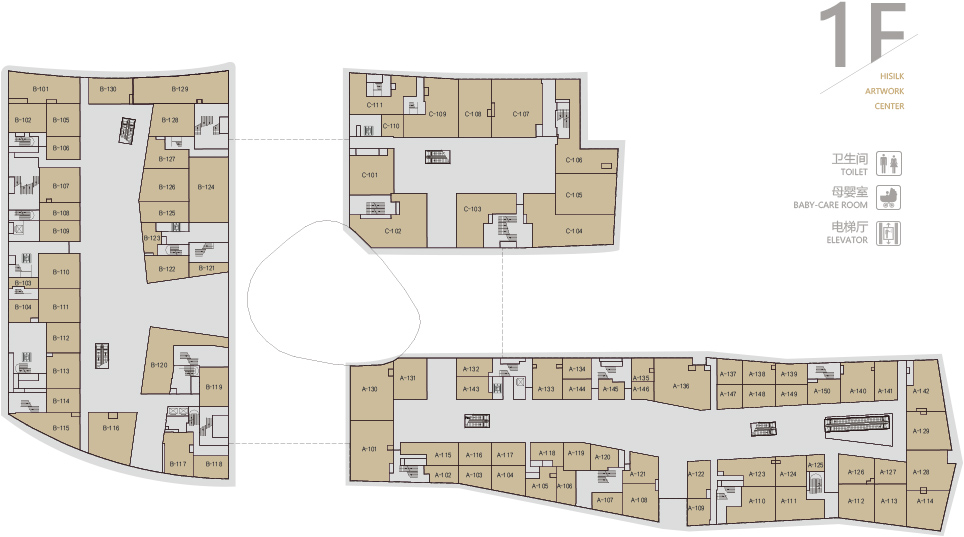 1F
HISILK
ARTWORK
CENTER
卫生间
TOILET
母婴室
BABY-CARE ROOM
电梯厅
ELEVATOR
B-101
B-130
B-129
B-102
B-105
B-128
B-106
B-127
B-107
B-126
B-124
B-108
B-125
B-109
B-123
B-110
B-122
B-121
B-103
B-104
B-111
B-112
B-113
B-120
B-119
B-114
B-115
B-116
B-117
B-118
C-111
C-110
C-109
C-108
C-107
C-106
C-101
C-105
C-103
C-102
C-104
A-130
A-131
A-132
A-143
A-133
A-134
A-144
A-145
A-135
A-146
A-136
A-137
A-138
A-139
A-147
A-148
A-149
A-150
A-140
A-141
A-142
A-101
A-115
A-116
A-117
A-118
A-119
A-120
A-102
A-103
A-104
A-105
A-106
A-121
A-107
A-108
A-122
A-109
A-123
A-124
A-125
A-110
A-111
A-126
A-127
A-112
A-113
A-129
A-128
A-114